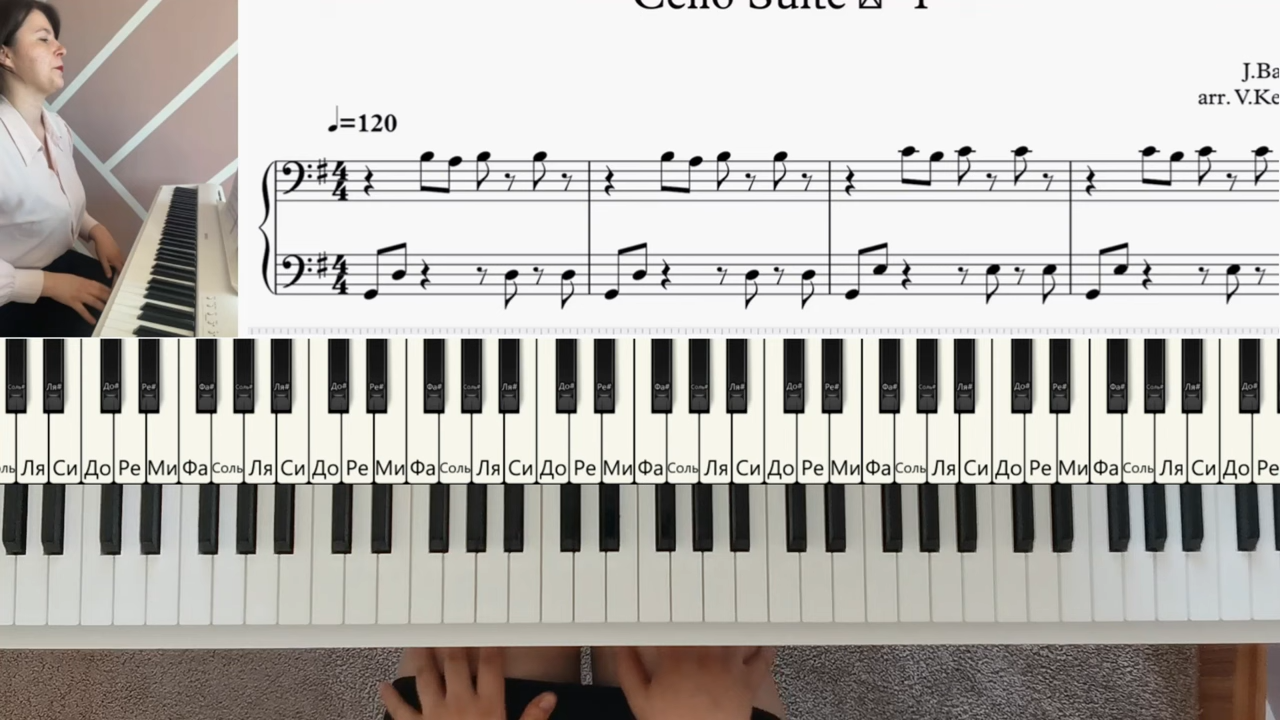 Cello Suite № 1
J.Ba
arr. V.Ke
♩=120
Соль# Ля# До# Ре# Фа# Соль# Ля# До# Ре# Фа# Соль# Ля# До# Ре# Фа# Соль# Ля# До# Ре# Фа# Соль# Ля# До# Ре# Фа# Соль# Ля# До#
Ля Си До Ре Ми Фа Соль Ля Си До Ре Ми Фа Соль Ля Си До Ре Ми Фа Соль Ля Си До Ре Ми Фа Соль Ля Си До Ре Ми Фа Соль Ля Си До Ре